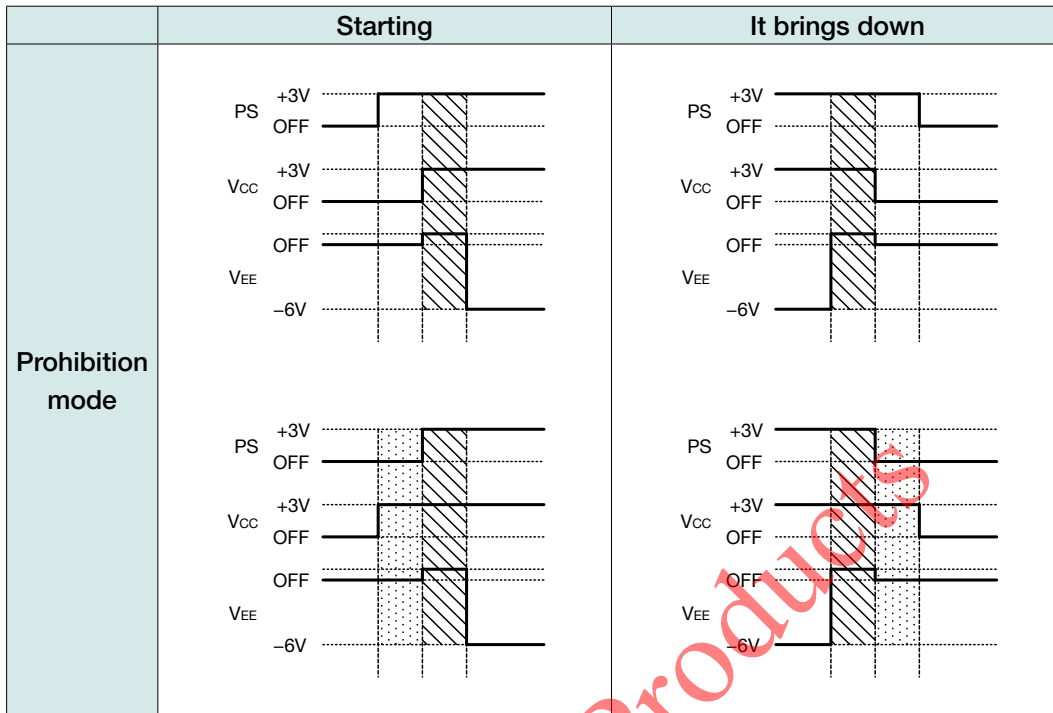 Starting
It brings down
Prohibition
mode
+3V
PS
OFF
+3V
VCC
OFF
OFF
VEE
−6V
+3V
PS
OFF
+3V
VCC
OFF
OFF
VEE
−6V
+3V
PS
OFF
+3V
VCC
OFF
OFF
VEE
−6V
+3V
PS
OFF
+3V
VCC
OFF
OFF
VEE
−6V
Products